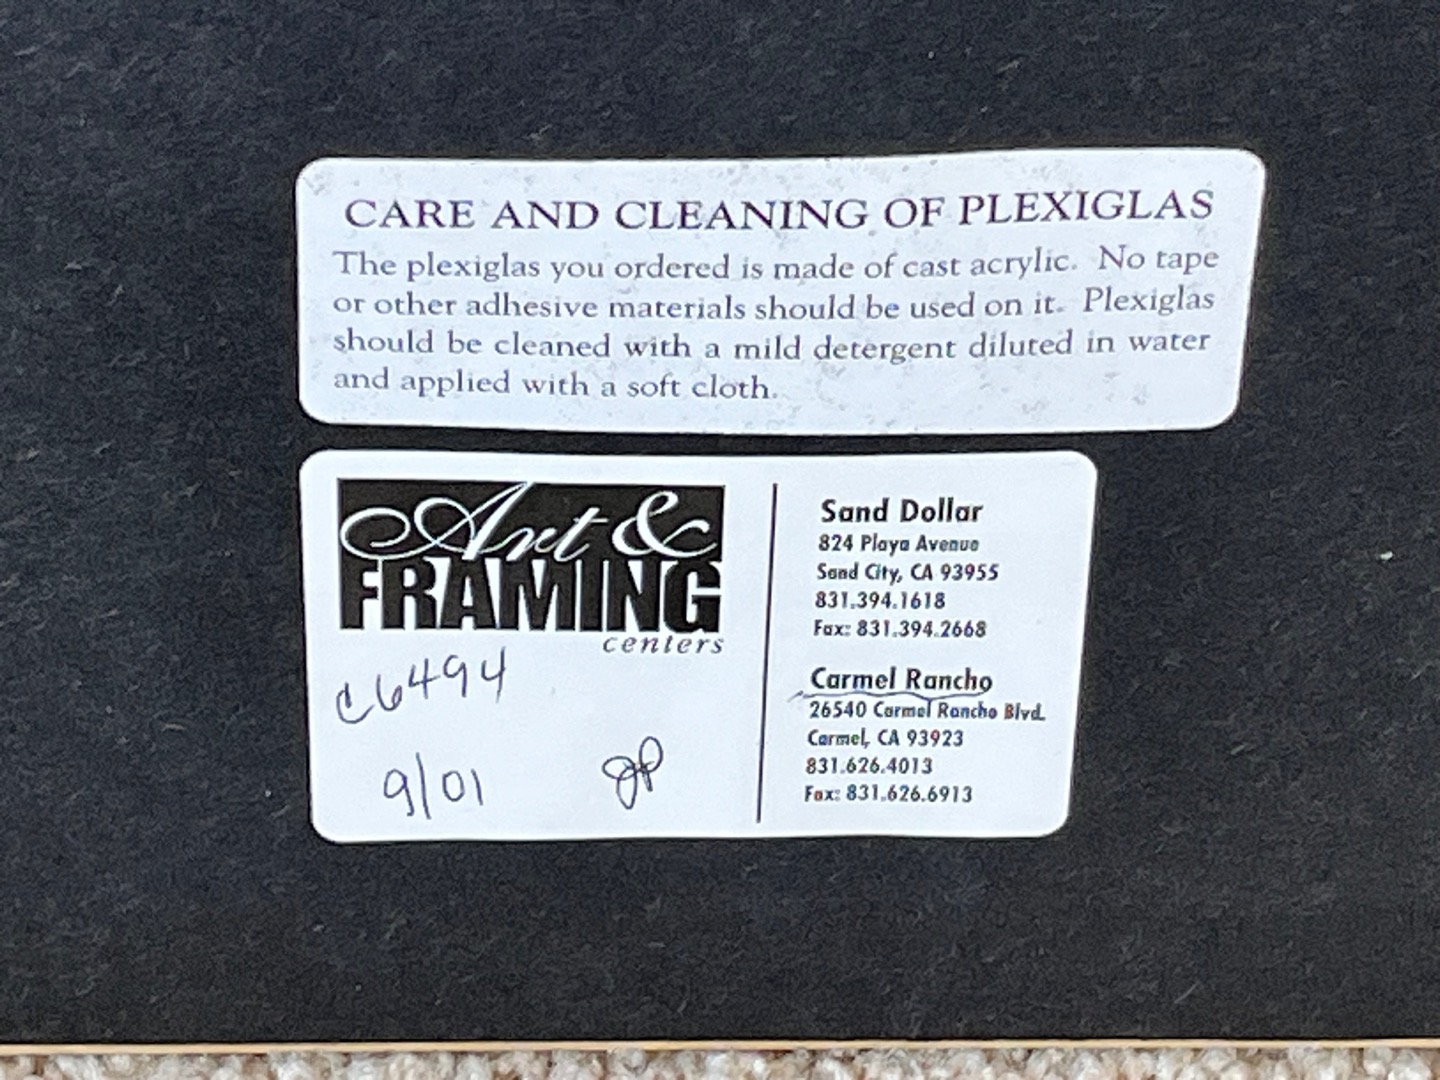 CARE AND CLEANING OF PLEXIGLAS
The plexiglas you ordered is made of cast acrylic. No tape
or other adhesive materials should be used on it. Plexiglas
should be cleaned with a mild detergent diluted in water
and applied with a soft cloth.
Art &
FRAMING
centers
C6494
9/01
JP
Sand Dollar
824 Playa Avenue
Sand City, CA 93955
831.394.1618
Fax: 831.394.2668
Carmel Rancho
26540 Carmel Rancho Blvd.
Carmel, CA 93923
831.626.4013
Fax: 831.626.6913